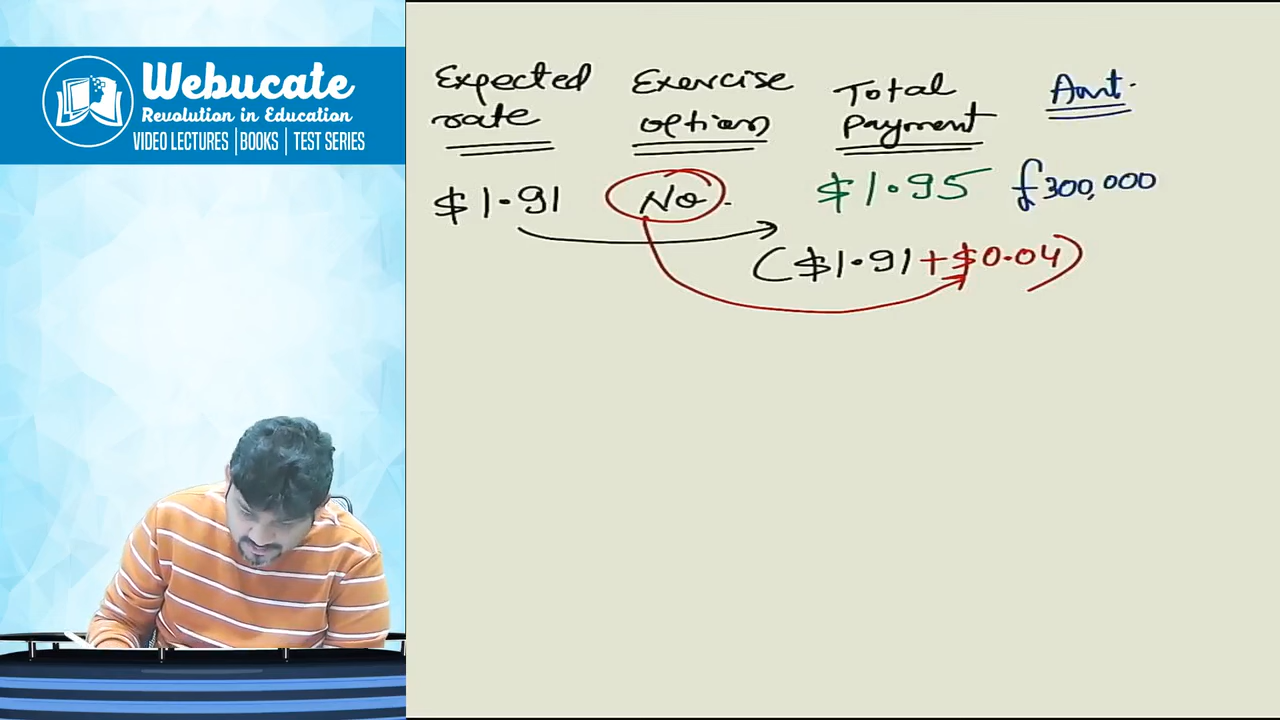 Webucate
Revolution in Education
VIDEO LECTURES | BOOKS | TEST SERIES
Expected rate
Exercise option
Total Payment
Amt.
$1.91
No.
$1.95
£300,000
($1.91+$0.04)